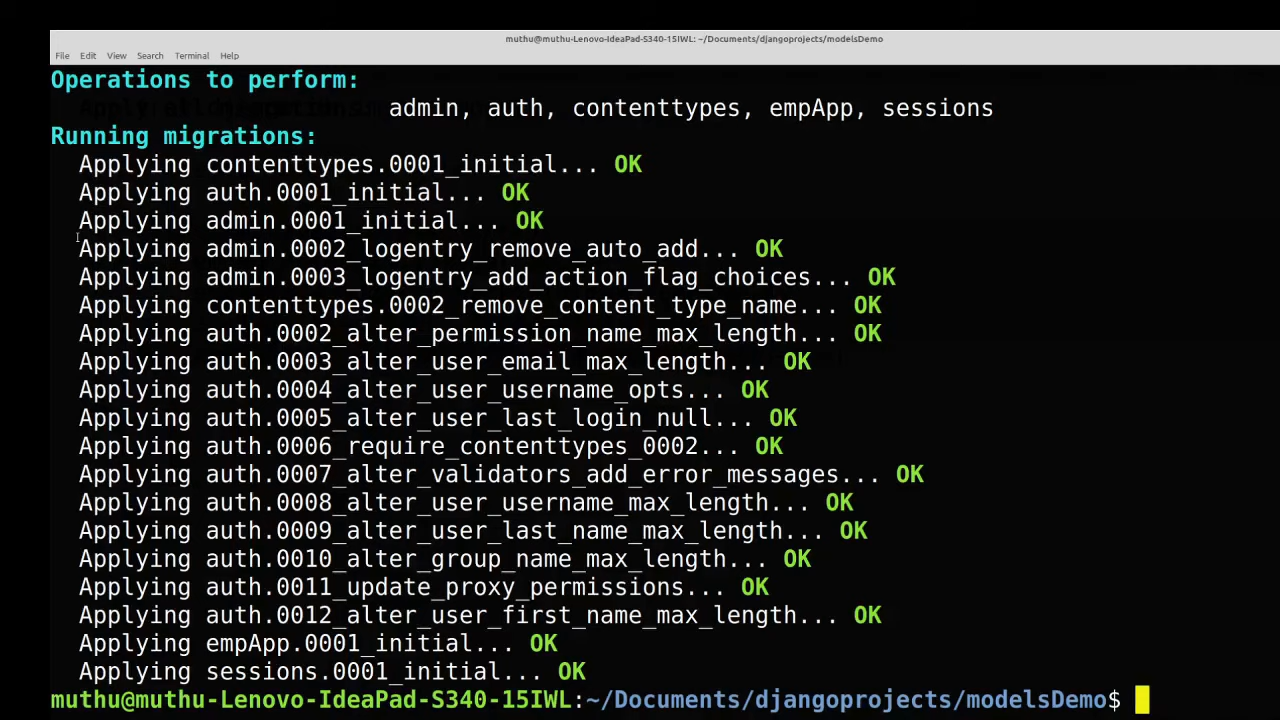 muthu@muthu-Lenovo-IdeaPad-S340-15IWL: ~/Documents/djangoprojects/modelsDemo
File Edit View Search Terminal Help
Operations to perform:
Apply all migrations: admin, auth, contenttypes, empApp, sessions
Running migrations:
Applying contenttypes.0001_initial... OK
Applying auth.0001_initial... OK
Applying admin.0001_initial... OK
Applying admin.0002_logentry_remove_auto_add... OK
Applying admin.0003_logentry_add_action_flag_choices... OK
Applying contenttypes.0002_remove_content_type_name... OK
Applying auth.0002_alter_permission_name_max_length... OK
Applying auth.0003_alter_user_email_max_length... OK
Applying auth.0004_alter_user_username_opts... OK
Applying auth.0005_alter_user_last_login_null... OK
Applying auth.0006_require_contenttypes_0002... OK
Applying auth.0007_alter_validators_add_error_messages... OK
Applying auth.0008_alter_user_username_max_length... OK
Applying auth.0009_alter_user_last_name_max_length... OK
Applying auth.0010_alter_group_name_max_length... OK
Applying auth.0011_update_proxy_permissions... OK
Applying auth.0012_alter_user_first_name_max_length... OK
Applying empApp.0001_initial... OK
Applying sessions.0001_initial... OK
muthu@muthu-Lenovo-IdeaPad-S340-15IWL:~/Documents/djangoprojects/modelsDemo$